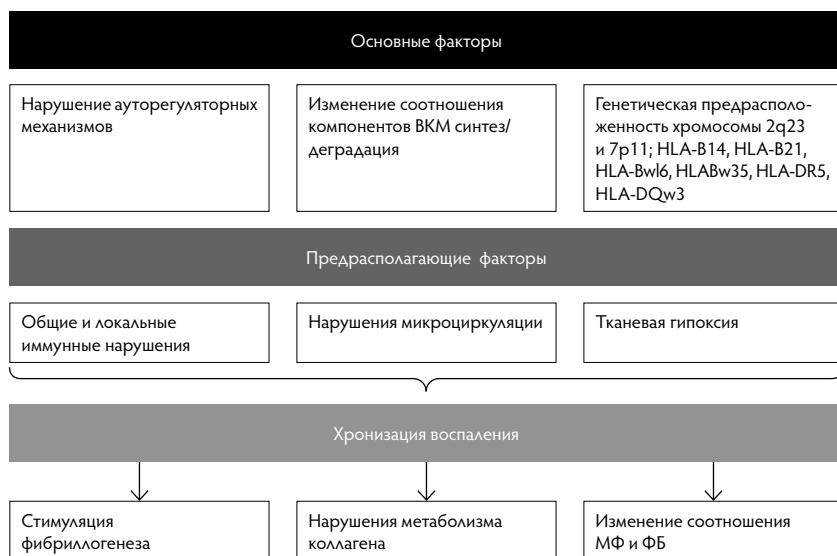 Основные факторы
Нарушение ауторегуляторных
механизмов
Изменение соотношения
компонентов ВКМ синтез/
деградация
Генетическая предрасполо-
женность хромосомы 2q23
и 7p11; HLA-B14, HLA-B21,
HLA-Bwl6, HLABw35, HLA-DR5,
HLA-DQw3
Предрасполагающие факторы
Общие и локальные
иммунные нарушения
Нарушения микроциркуляции
Тканевая гипоксия
Хронизация воспаления
Стимуляция
фибриллогенеза
Нарушения метаболизма
коллагена
Изменение соотношения
МФ и ФБ